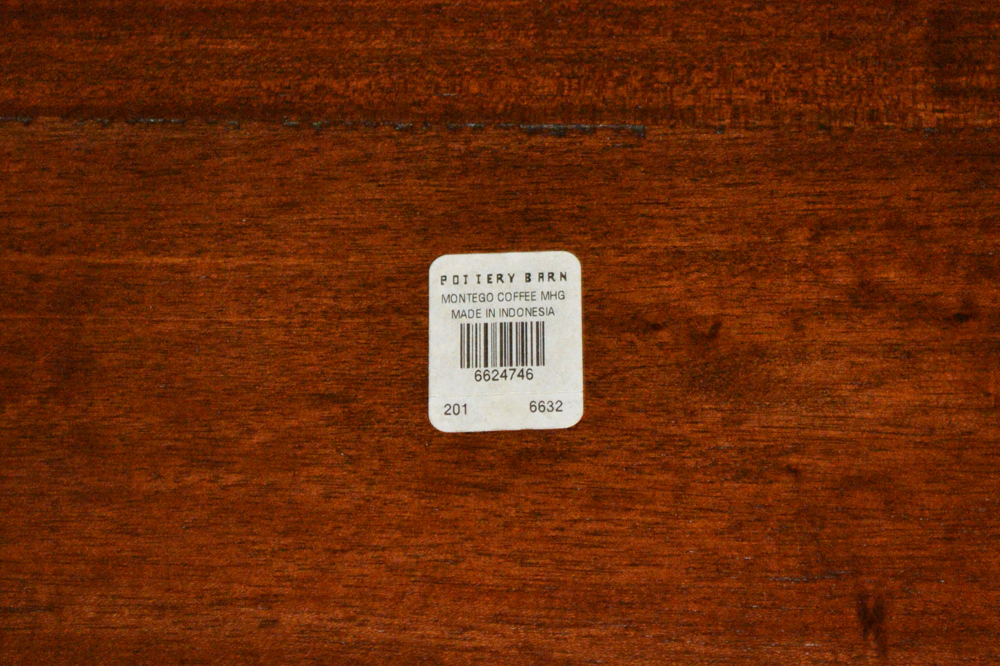 POTTERY BARN
MONTEGO COFFEE MHG
MADE IN INDONESIA
6624746
201 6632